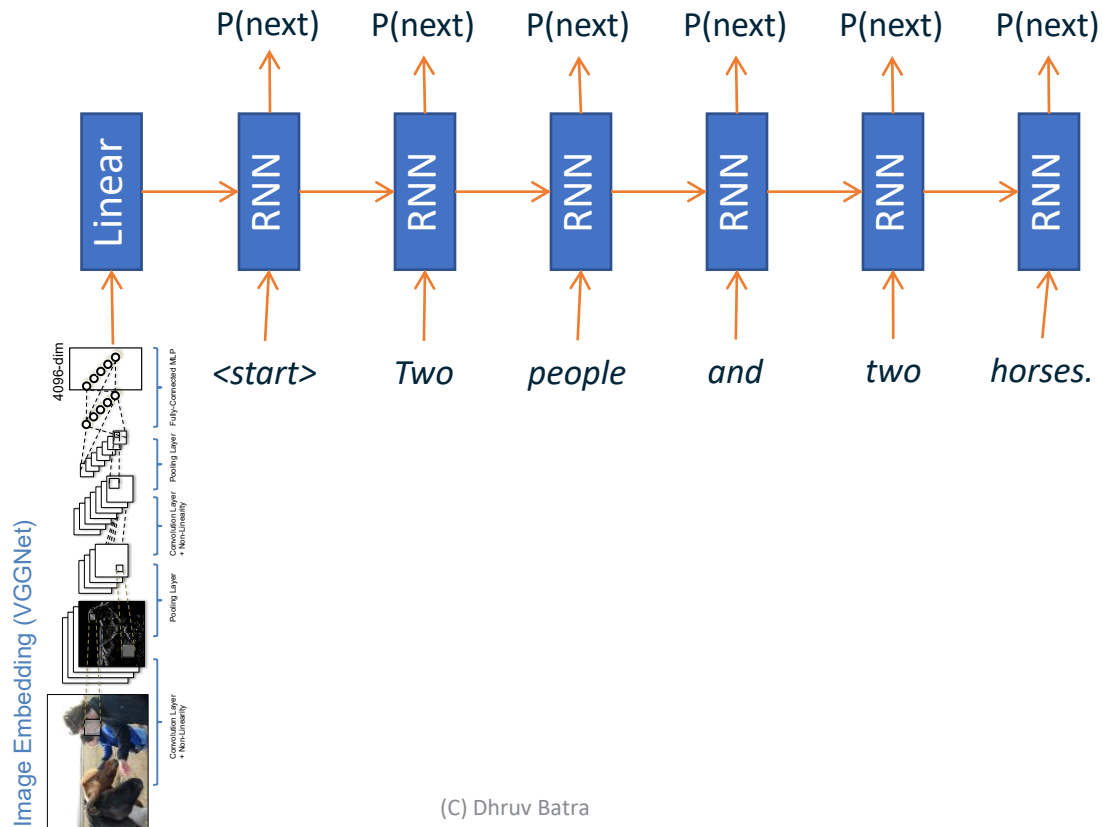 P(next) P(next) P(next) P(next) P(next) P(next)
Linear
RNN
RNN
RNN
RNN
RNN
RNN
<start> Two people and two horses.
4096-dim
Fully-Connected MLP
Pooling Layer
Convolution Layer
+ Non-Linearity
Pooling Layer
Convolution Layer
+ Non-Linearity
Image Embedding (VGGNet)
(C) Dhruv Batra